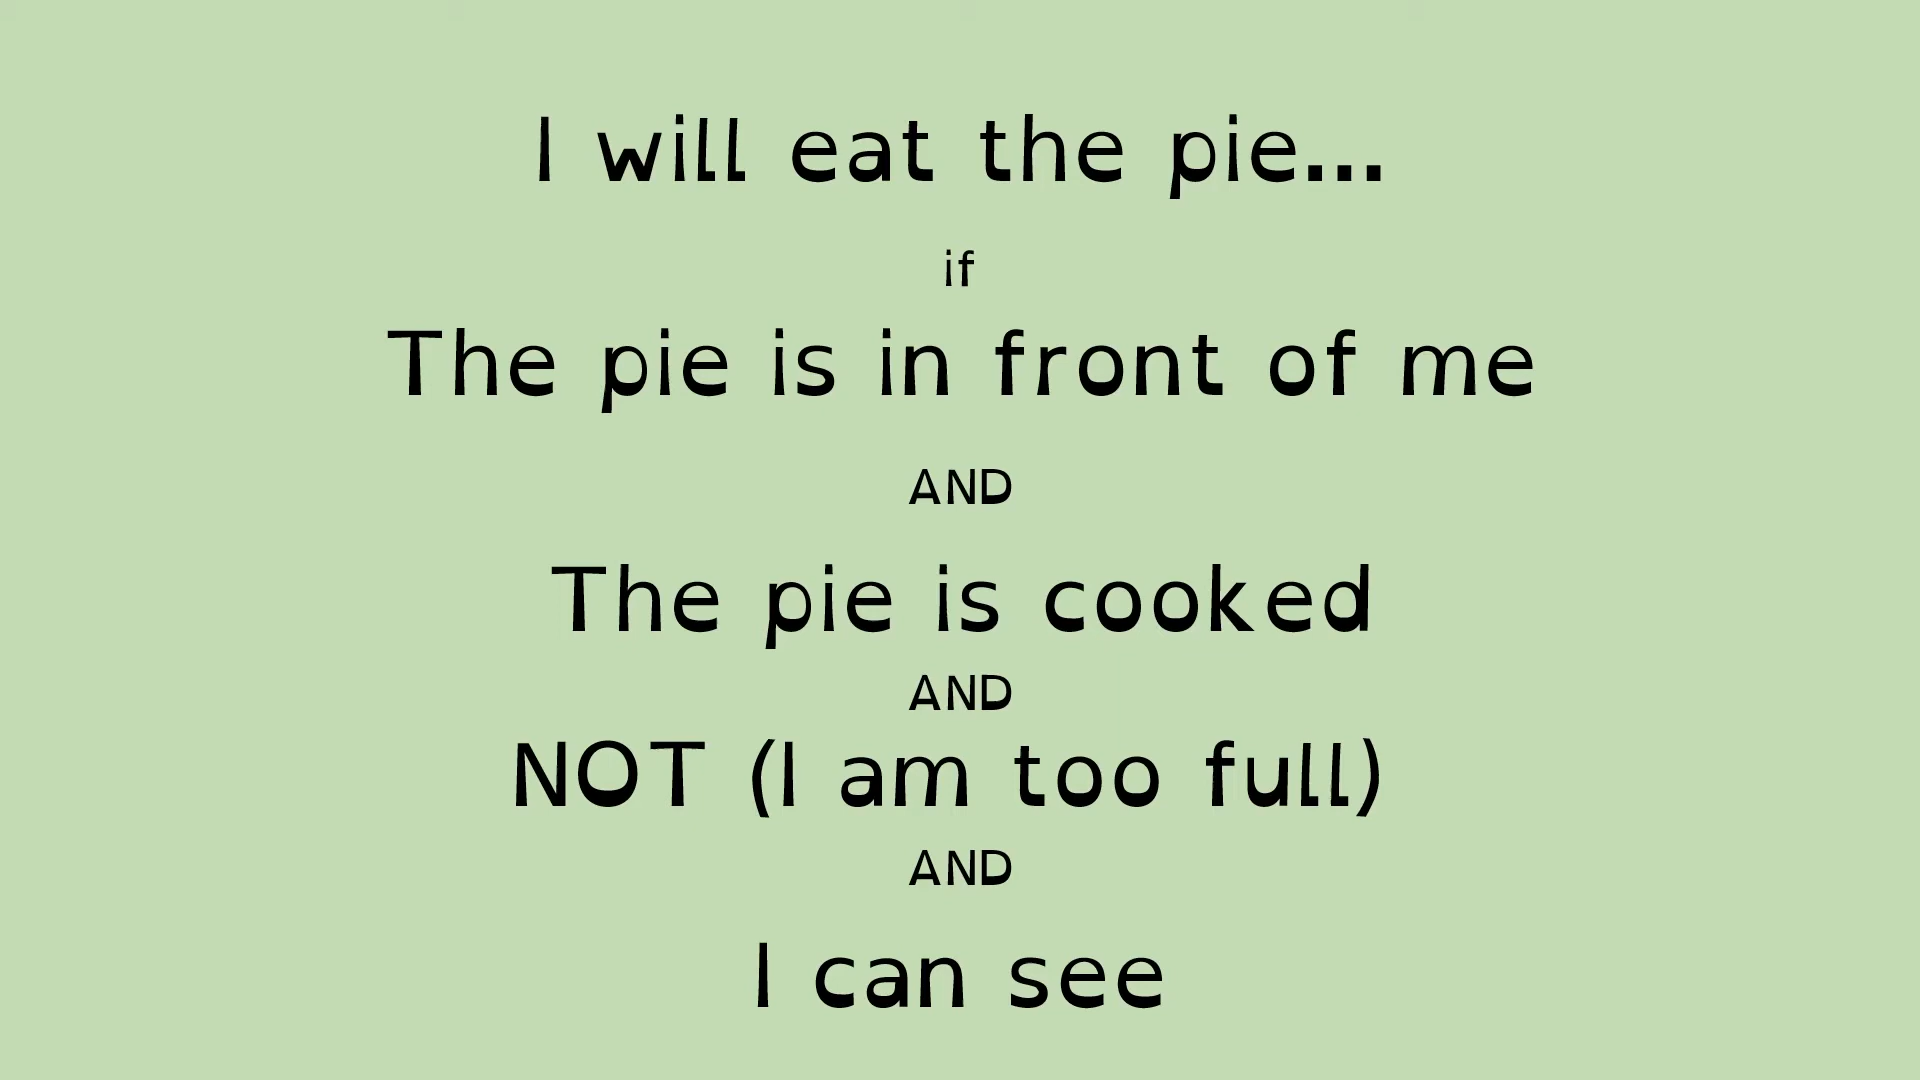 I will eat the pie...
if
The pie is in front of me
AND
The pie is cooked
AND
NOT (I am too full)
AND
I can see